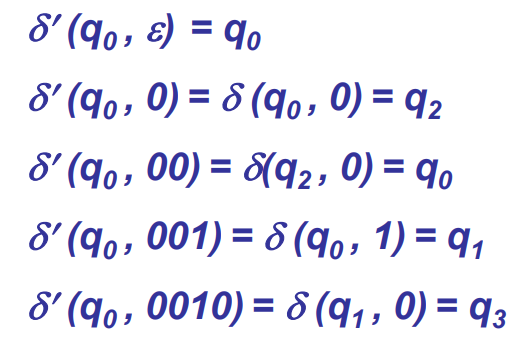 δ′ (q₀ , ε) = q₀
δ′ (q₀ , 0) = δ (q₀ , 0) = q₂
δ′ (q₀ , 00) = δ(q₂ , 0) = q₀
δ′ (q₀ , 001) = δ (q₀ , 1) = q₁
δ′ (q₀ , 0010) = δ (q₁ , 0) = q₃